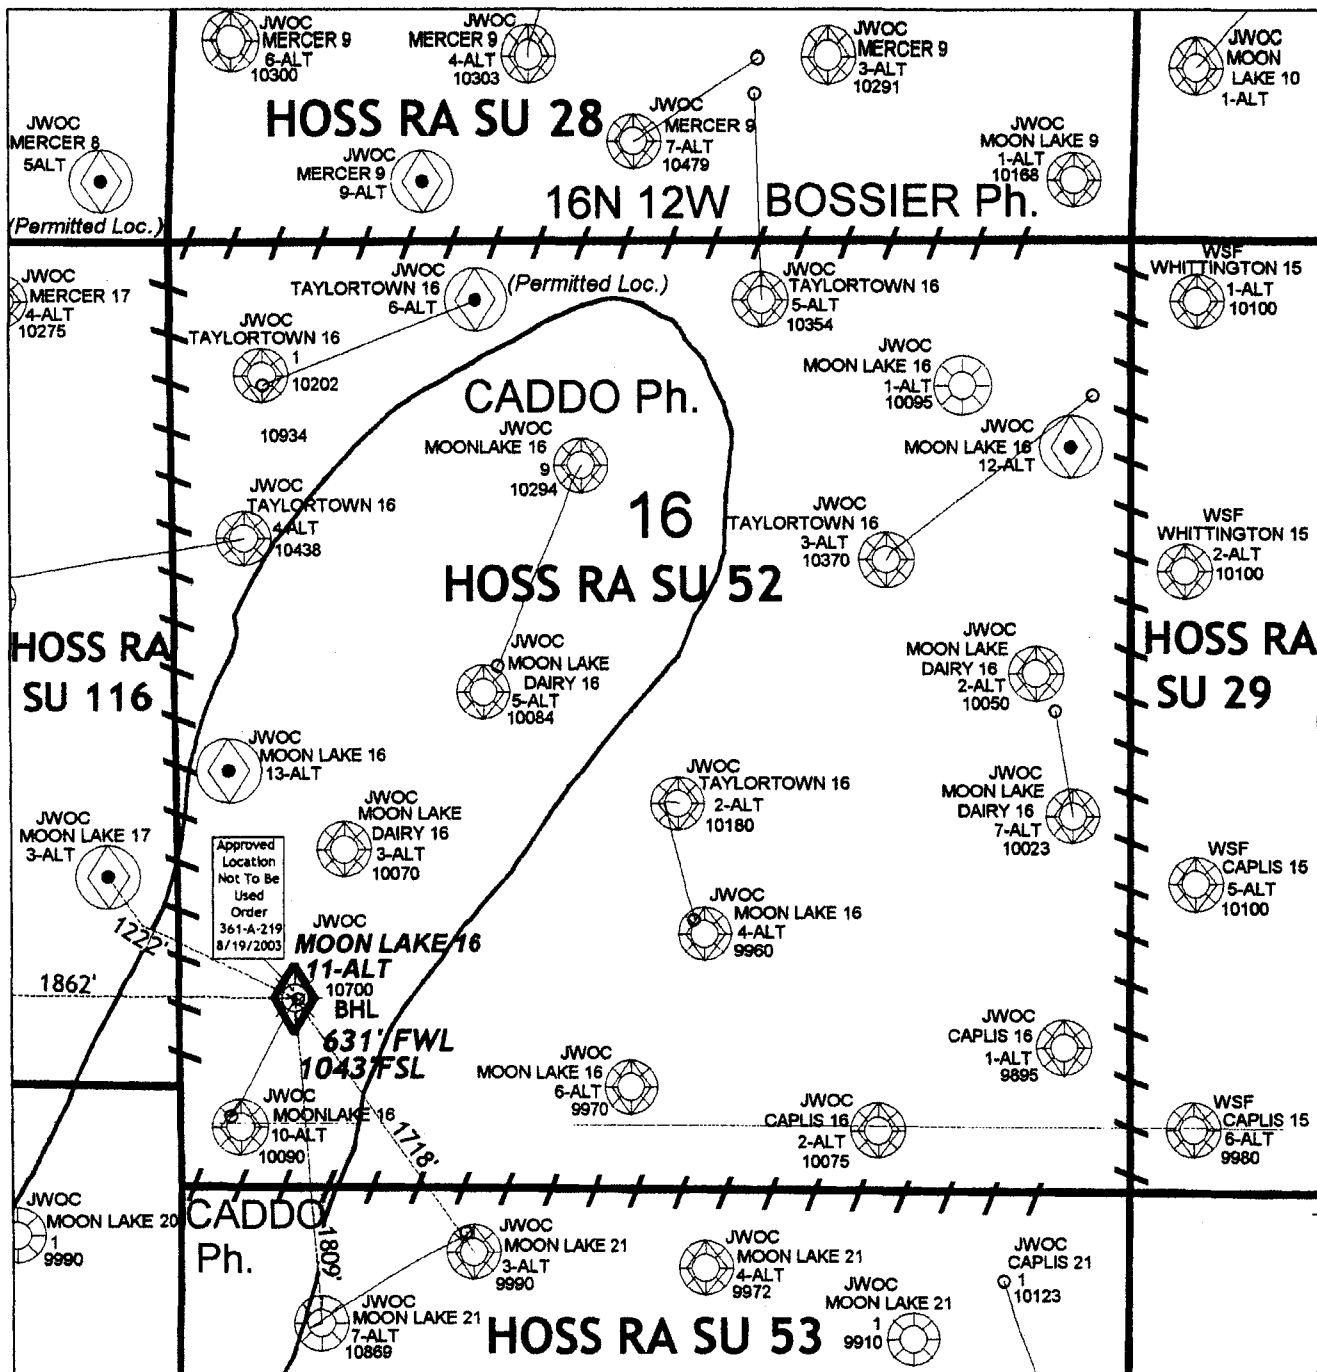 JWOC
MERCER 9
6-ALT
10300
JWOC
MERCER 9
4-ALT
10303
JWOC
MERCER 9
3-ALT
10291
JWOC
MOON
LAKE 10
1-ALT
HOSS RA SU 28
JWOC
MERCER 9
7-ALT
10479
JWOC
MOON LAKE 9
1-ALT
10168
JWOC
MERCER 8
5ALT
(Permitted Loc.)
JWOC
MERCER 9
9-ALT
16N 12W
BOSSIER Ph.
JWOC
MERCER 17
4-ALT
10275
JWOC
TAYLORTOWN 16
6-ALT
(Permitted Loc.)
JWOC
TAYLORTOWN 16
5-ALT
10354
WSF
WHITTINGTON 15
1-ALT
10100
JWOC
TAYLORTOWN 16
1
10202
10934
JWOC
MOON LAKE 16
1-ALT
10095
CADDO Ph.
JWOC
MOONLAKE 16
9
10294
JWOC
MOON LAKE 16
12-ALT
JWOC
TAYLORTOWN 16
4-ALT
10438
16
JWOC
TAYLORTOWN 16
3-ALT
10370
WSF
WHITTINGTON 15
2-ALT
10100
HOSS RA SU 52
HOSS RA
SU 116
JWOC
MOON LAKE
DAIRY 16
5-ALT
10084
JWOC
MOON LAKE
DAIRY 16
2-ALT
10050
HOSS RA
SU 29
JWOC
MOON LAKE 16
13-ALT
JWOC
MOON LAKE
DAIRY 16
3-ALT
10070
JWOC
TAYLORTOWN 16
2-ALT
10180
JWOC
MOON LAKE
DAIRY 16
7-ALT
10023
JWOC
MOON LAKE 17
3-ALT
Approved
Location
Not To Be
Used
Order
361-A-219
8/19/2003
WSF
CAPLIS 15
5-ALT
10100
JWOC
MOON LAKE 16
4-ALT
9960
1222'
1862'
JWOC
MOON LAKE 16
11-ALT
10700
BHL
631' FWL
1043' FSL
JWOC
CAPLIS 16
1-ALT
9895
JWOC
MOON LAKE 16
6-ALT
9970
JWOC
MOONLAKE 16
10-ALT
10090
1718'
JWOC
CAPLIS 16
2-ALT
10075
WSF
CAPLIS 15
6-ALT
9980
JWOC
MOON LAKE 20
1
9990
CADDO
Ph.
1809'
JWOC
MOON LAKE 21
3-ALT
9990
JWOC
MOON LAKE 21
4-ALT
9972
JWOC
CAPLIS 21
1
10123
JWOC
MOON LAKE 21
7-ALT
10869
HOSS RA SU 53
JWOC
MOON LAKE 21
1
9910